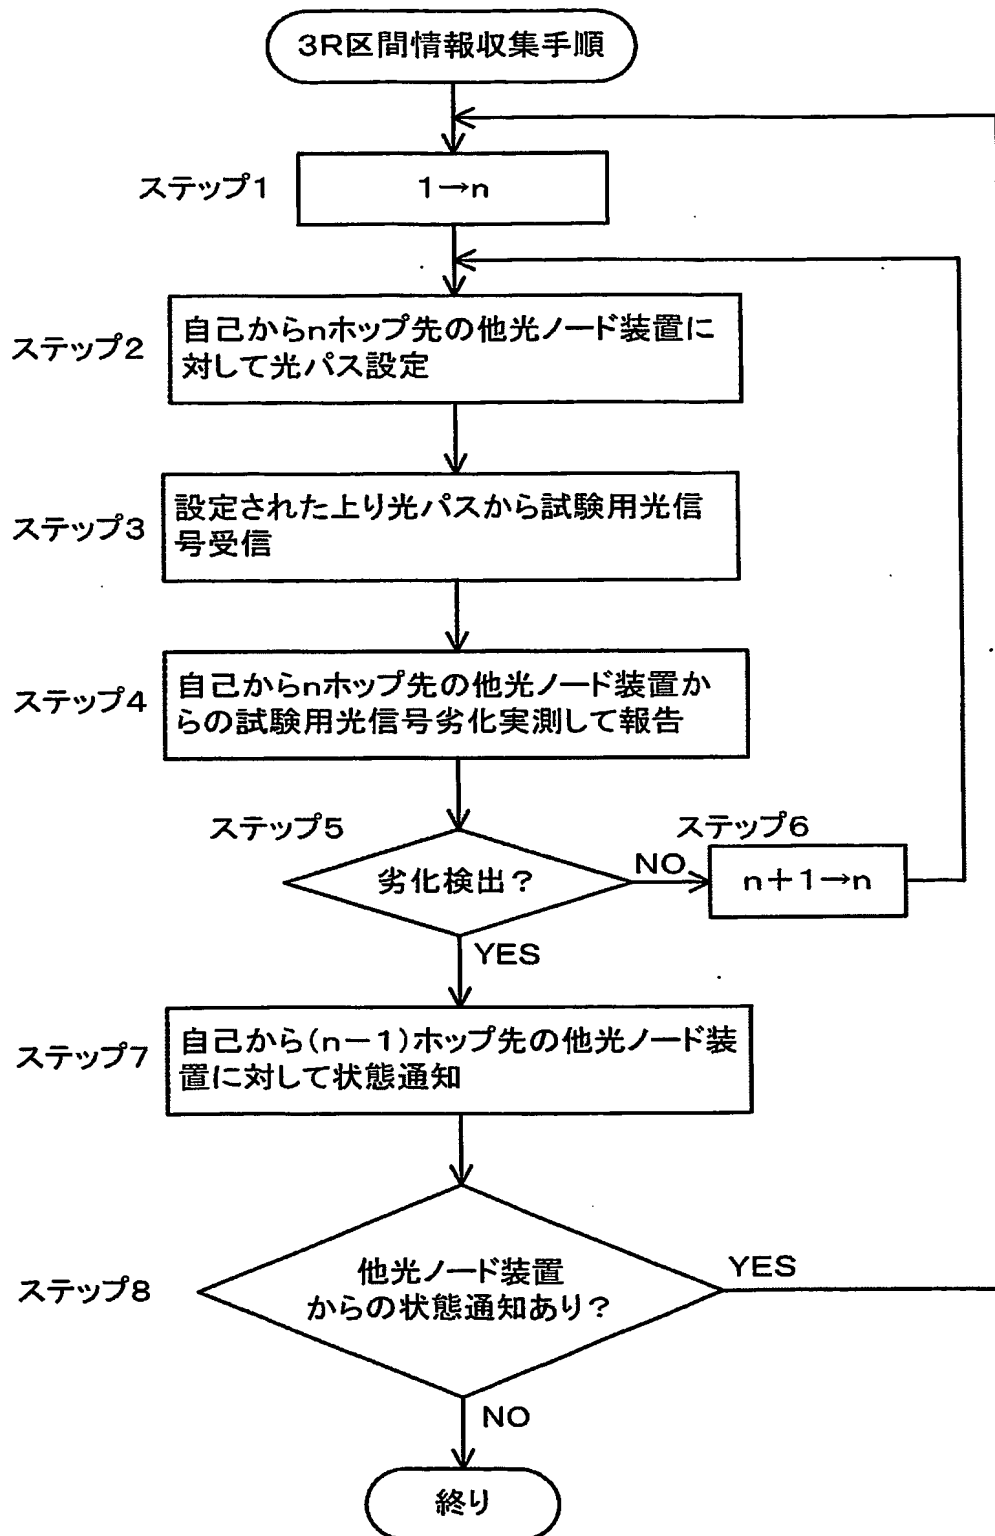 3R区間情報収集手順
ステップ1
1→n
ステップ2
自己からnホップ先の他光ノード装置に
対して光パス設定
ステップ3
設定された上り光パスから試験用光信
号受信
ステップ4
自己からnホップ先の他光ノード装置か
らの試験用光信号劣化実測して報告
ステップ5
劣化検出?
NO
ステップ6
n+1→n
YES
ステップ7
自己から(n-1)ホップ先の他光ノード装
置に対して状態通知
ステップ8
他光ノード装置
からの状態通知あり?
YES
NO
終り